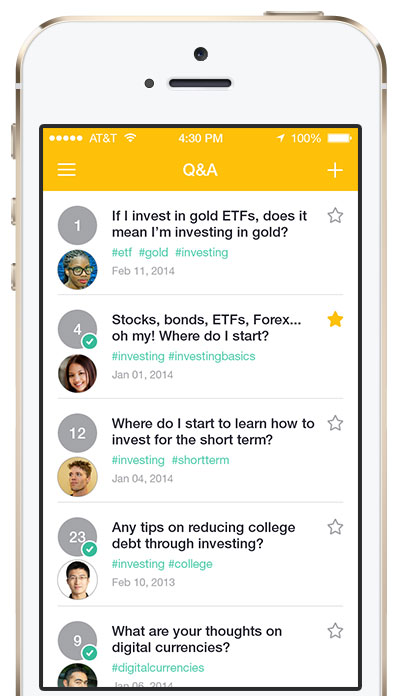 AT&T 4:30 PM 100%
Q&A
1
If I invest in gold ETFs, does it
mean I'm investing in gold?
#etf #gold #investing
Feb 11, 2014
4
Stocks, bonds, ETFs, Forex...
oh my! Where do I start?
#investing #investingbasics
Jan 01, 2014
12
Where do I start to learn how to
invest for the short term?
#investing #shortterm
Jan 04, 2014
23
Any tips on reducing college
debt through investing?
#investing #college
Feb 10, 2013
9
What are your thoughts on
digital currencies?
#digitalcurrencies